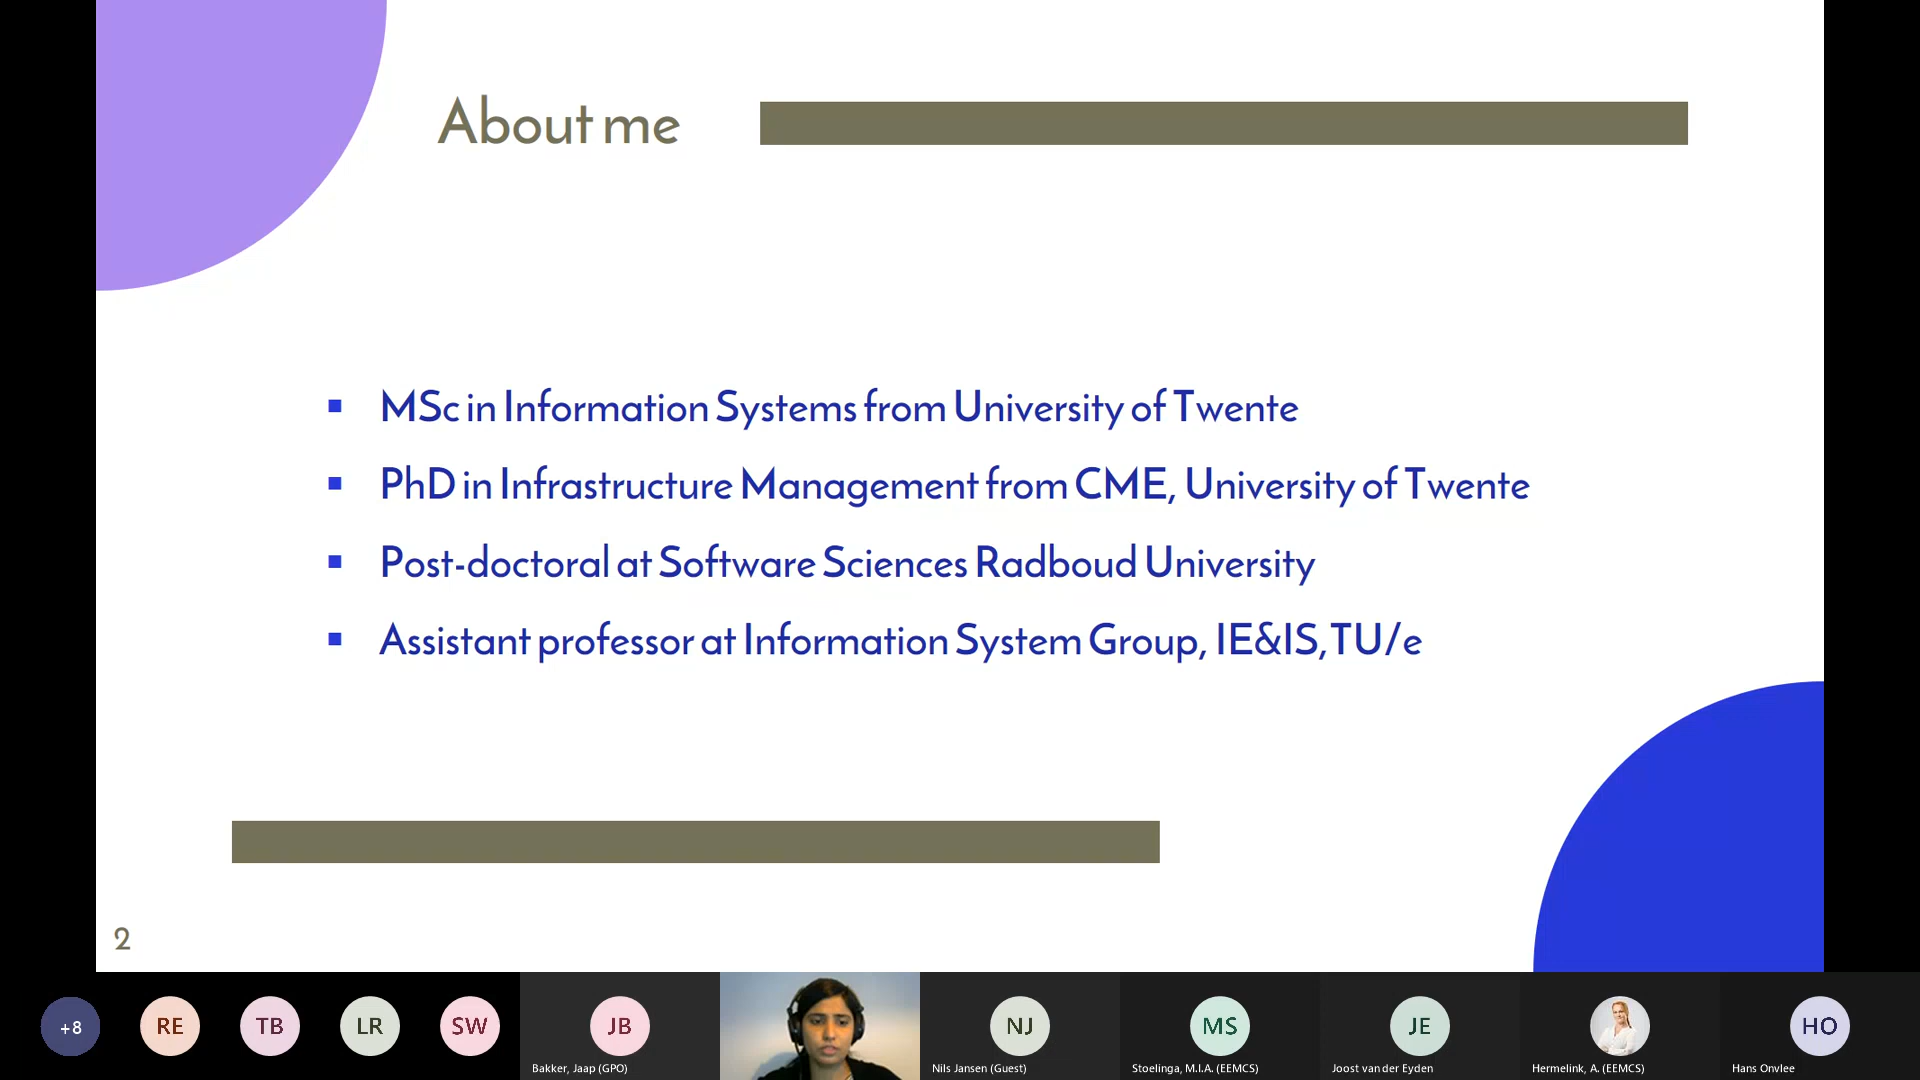 About me
MSc in Information Systems from University of Twente
PhD in Infrastructure Management from CME, University of Twente
Post-doctoral at Software Sciences Radboud University
Assistant professor at Information System Group, IE&IS,TU/e
2
+8
RE
TB
LR
SW
JB
NJ
MS
JE
HO
Bakker, Jaap (GPO)
Nils Jansen (Guest)
Stoelinga, M.I.A. (EEMCS)
Joost van der Eyden
Hermelink, A. (EEMCS)
Hans Onvlee